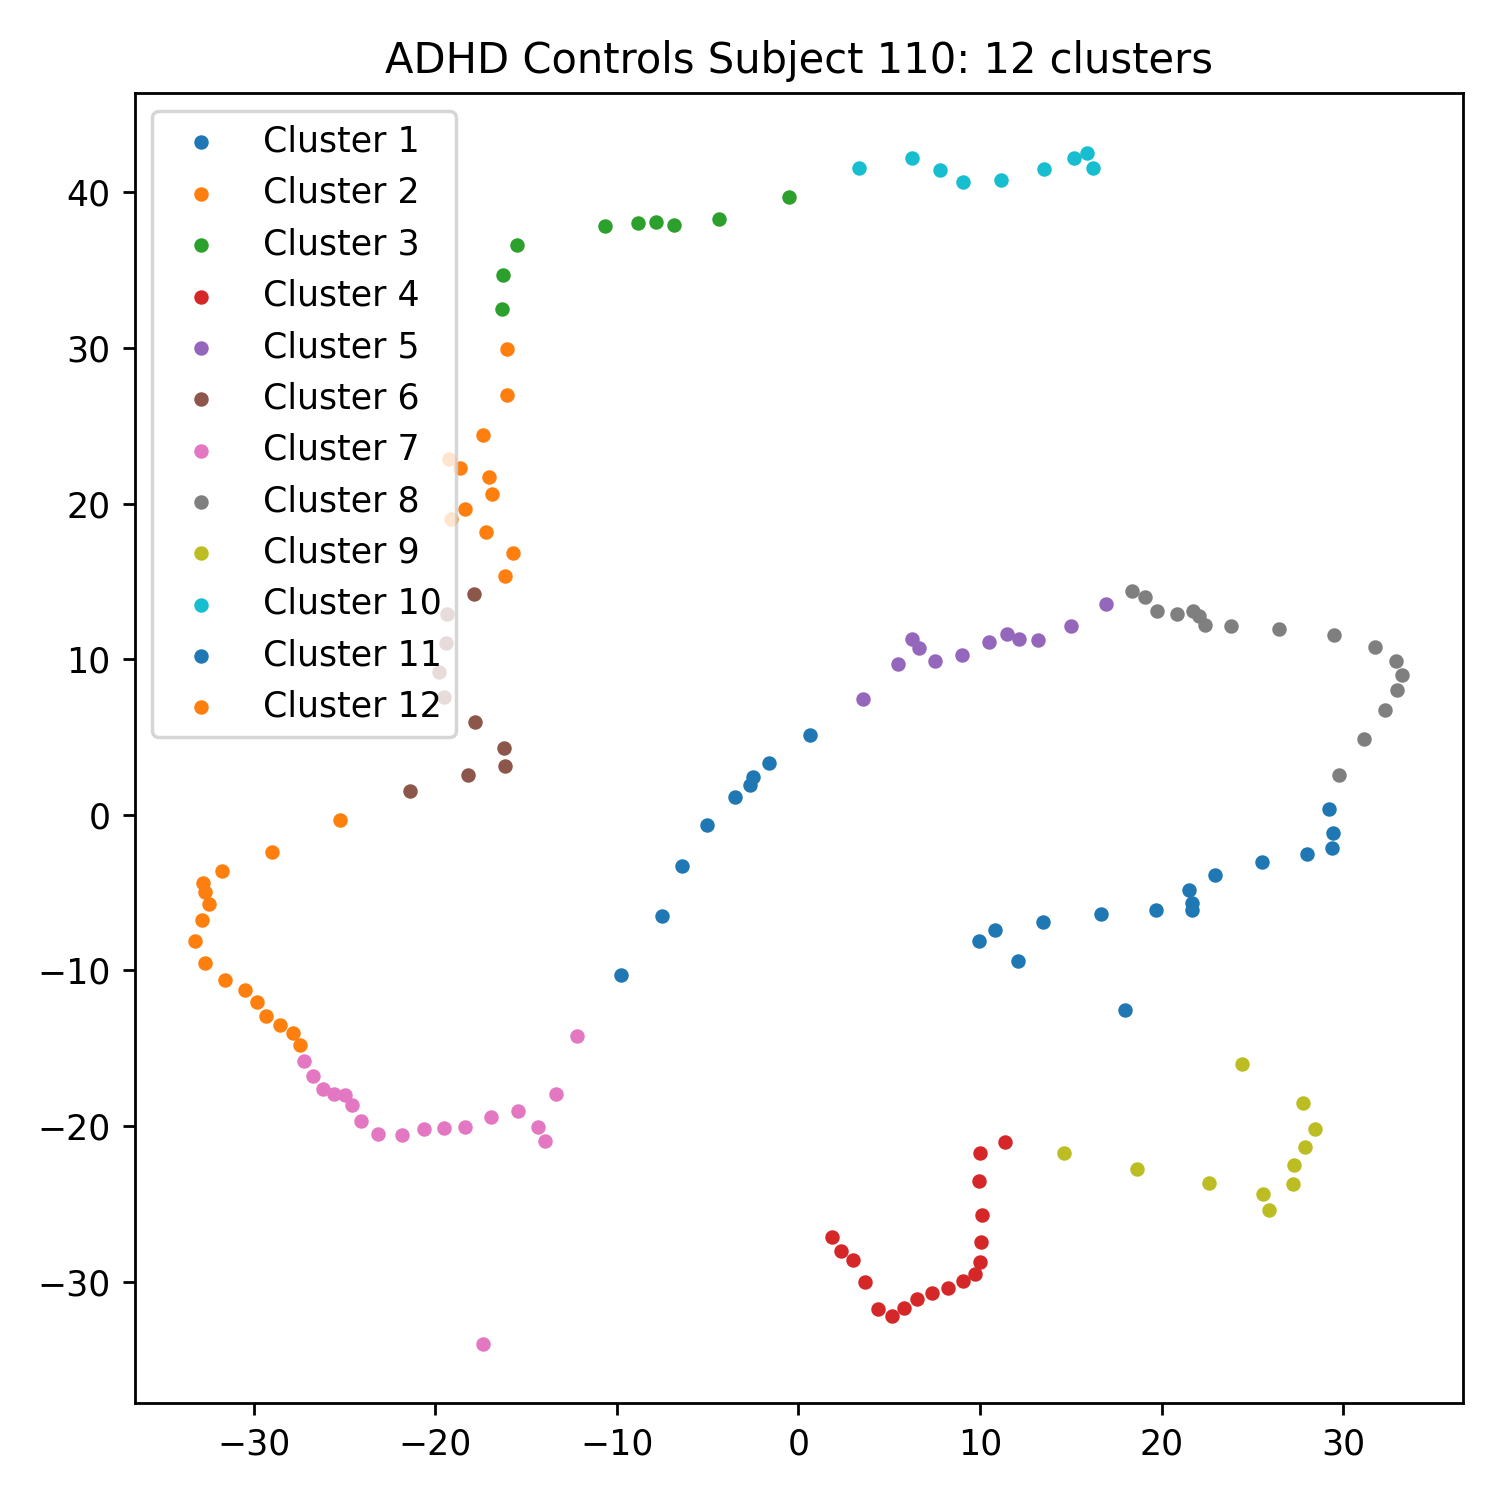 ADHD Controls Subject 110: 12 clusters
Cluster 1
Cluster 2
Cluster 3
Cluster 4
Cluster 5
Cluster 6
Cluster 7
Cluster 8
Cluster 9
Cluster 10
Cluster 11
Cluster 12
40
30
20
10
0
−10
−20
−30
−30 −20 −10 0 10 20 30